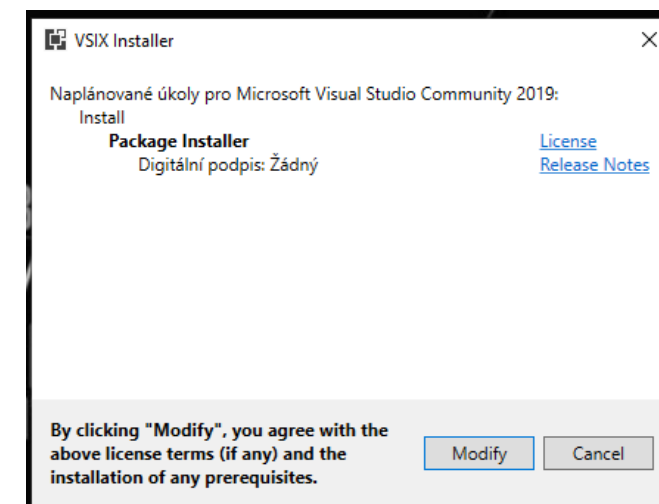 VSIX Installer
Naplánované úkoly pro Microsoft Visual Studio Community 2019:
Install
Package Installer License
Digitální podpis: Žádný Release Notes
By clicking "Modify", you agree with the
above license terms (if any) and the
installation of any prerequisites.
Modify Cancel